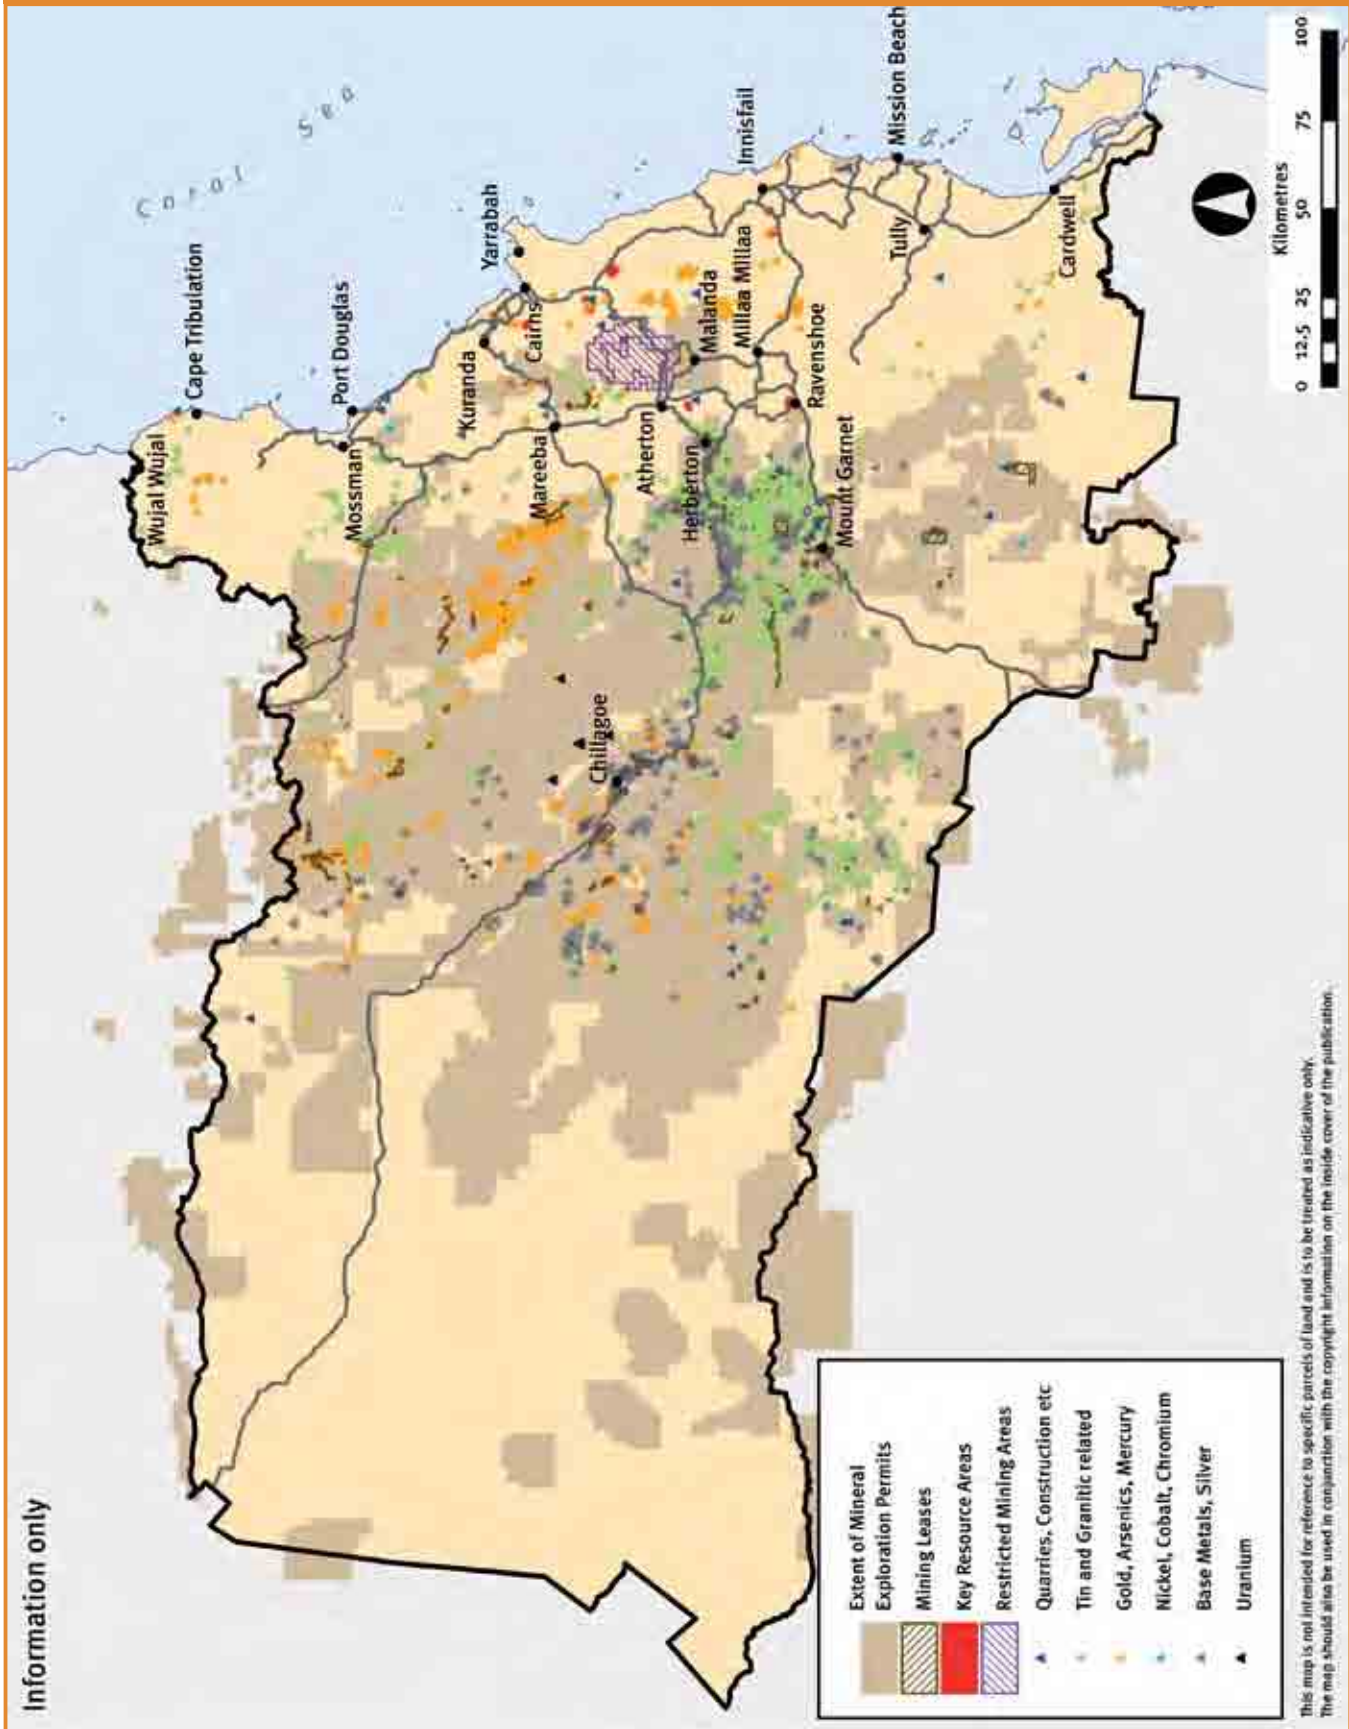 Information only
Coral Sea
Wujal Wujal
Cape Tribulation
Mossman
Port Douglas
Kuranda
Yarrabah
Cairns
Mareeba
Chillagoe
Atherton
Malanda
Herberton
Millaa Millaa
Innisfail
Ravenshoe
Mount Garnet
Mission Beach
Tully
Cardwell
Extent of Mineral
Exploration Permits
Mining Leases
Key Resource Areas
Restricted Mining Areas
Quarries, Construction etc
Tin and Granitic related
Gold, Arsenics, Mercury
Nickel, Cobalt, Chromium
Base Metals, Silver
Uranium
Kilometres
0 12.5 25 50 75 100
This map is not intended for reference to specific parcels of land and is to be treated as indicative only.
The map should also be used in conjunction with the copyright information on the inside cover of the publication.